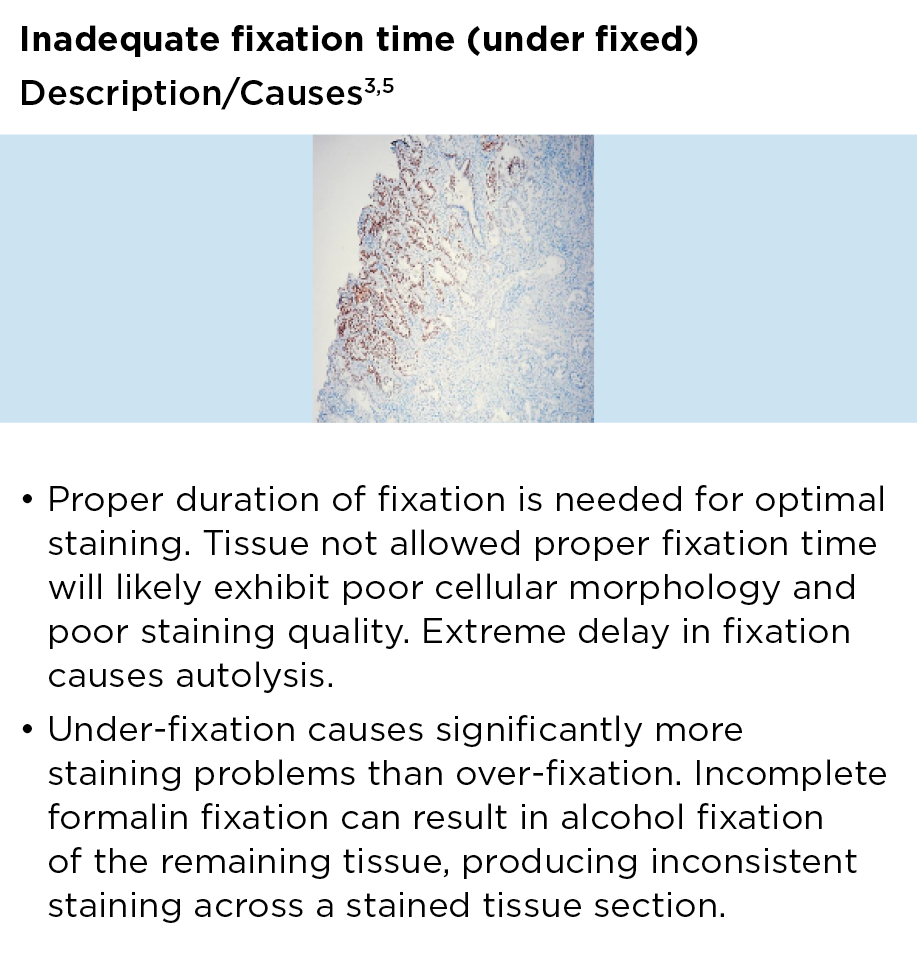 Inadequate fixation time (under fixed)
Description/Causes3,5
• Proper duration of fixation is needed for optimal
staining. Tissue not allowed proper fixation time
will likely exhibit poor cellular morphology and
poor staining quality. Extreme delay in fixation
causes autolysis.
• Under-fixation causes significantly more
staining problems than over-fixation. Incomplete
formalin fixation can result in alcohol fixation
of the remaining tissue, producing inconsistent
staining across a stained tissue section.